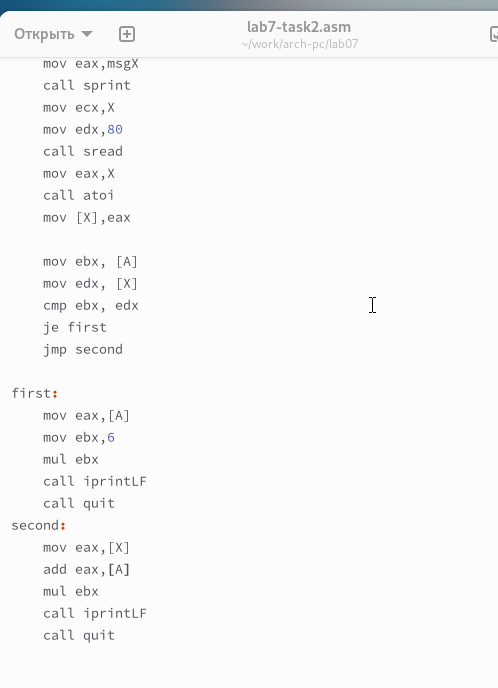 Открыть
lab7-task2.asm
~/work/arch-pc/lab07
mov eax,msgX
call sprint
mov ecx,X
mov edx,80
call sread
mov eax,X
call atoi
mov [X],eax
mov ebx, [A]
mov edx, [X]
cmp ebx, edx
je first
jmp second
first:
mov eax,[A]
mov ebx,6
mul ebx
call iprintLF
call quit
second:
mov eax,[X]
add eax,[A]
mul ebx
call iprintLF
call quit